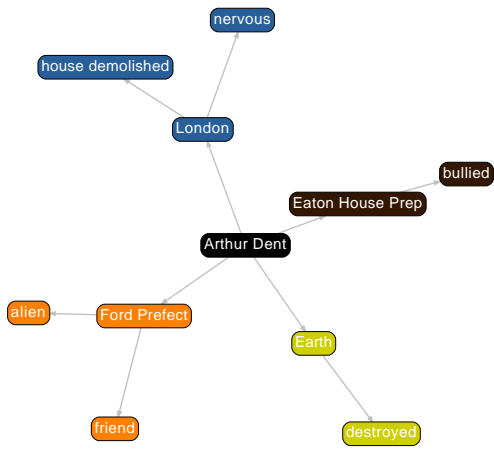 nervous
house demolished
London
bullied
Eaton House Prep
Arthur Dent
alien
Ford Prefect
Earth
friend
destroyed